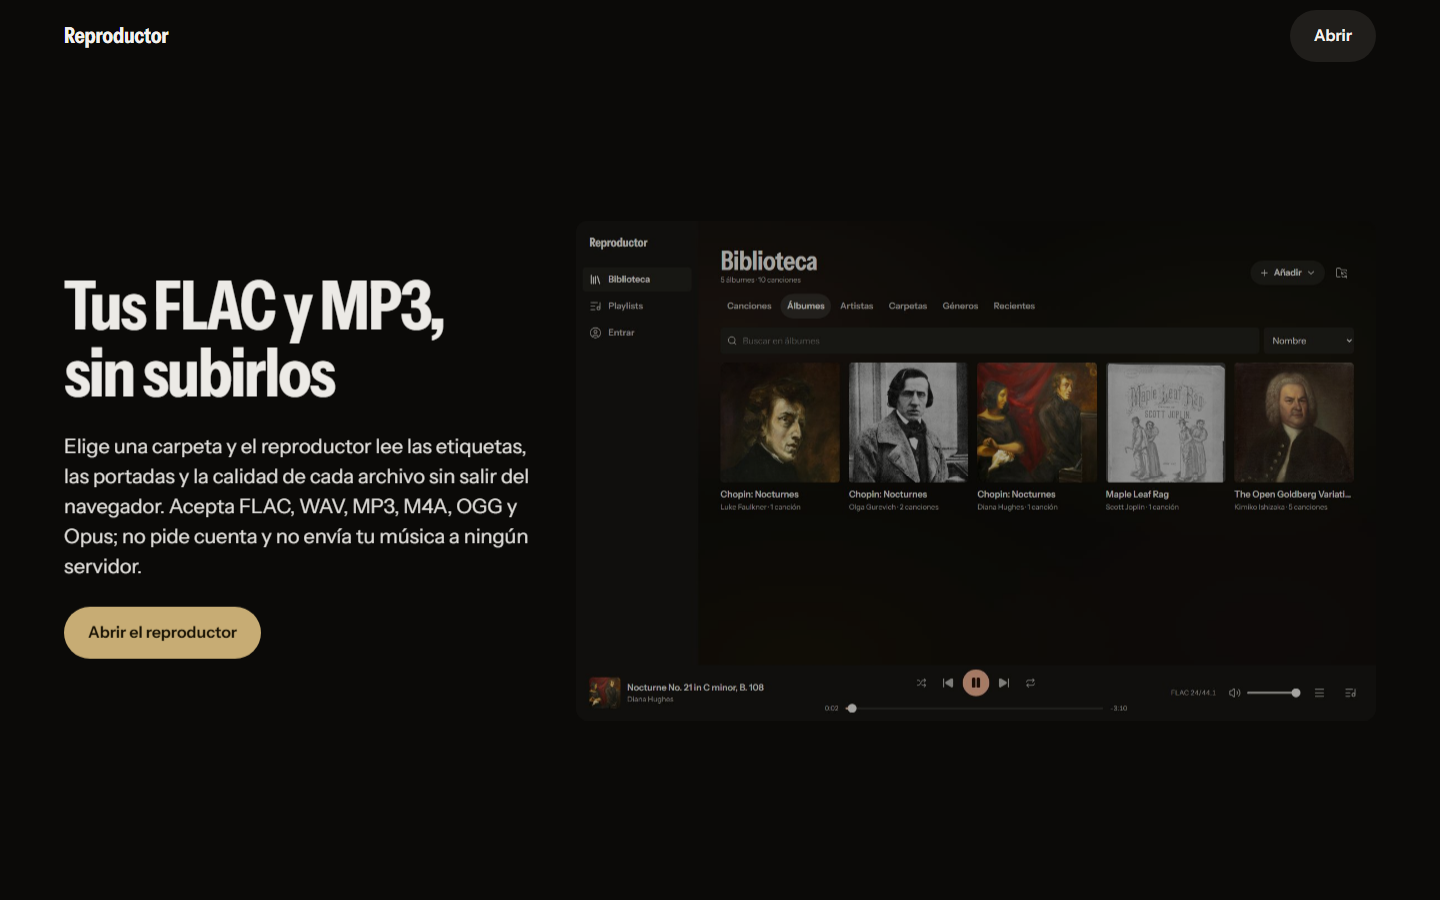 Reproductor
Abrir
Tus FLAC y MP3,
sin subirlos
Elige una carpeta y el reproductor lee las etiquetas,
las portadas y la calidad de cada archivo sin salir del
navegador. Acepta FLAC, WAV, MP3, M4A, OGG y
Opus; no pide cuenta y no envía tu música a ningún
servidor.
Abrir el reproductor
Reproductor
Biblioteca
Playlists
Entrar
Biblioteca
5 álbumes · 10 canciones
Añadir
Canciones Álbumes Artistas Carpetas Géneros Recientes
Buscar en álbumes
Nombre
Maple Leaf Rag
SCOTT JOPLIN
Chopin: Nocturnes
Luke Faulkner · 1 canción
Chopin: Nocturnes
Olga Gurevich · 2 canciones
Chopin: Nocturnes
Diana Hughes · 1 canción
Maple Leaf Rag
Scott Joplin · 1 canción
The Open Goldberg Variati...
Kimiko Ishizaka · 5 canciones
Nocturne No. 21 in C minor, B. 108
Diana Hughes
0:02
-3:10
FLAC 24/44.1